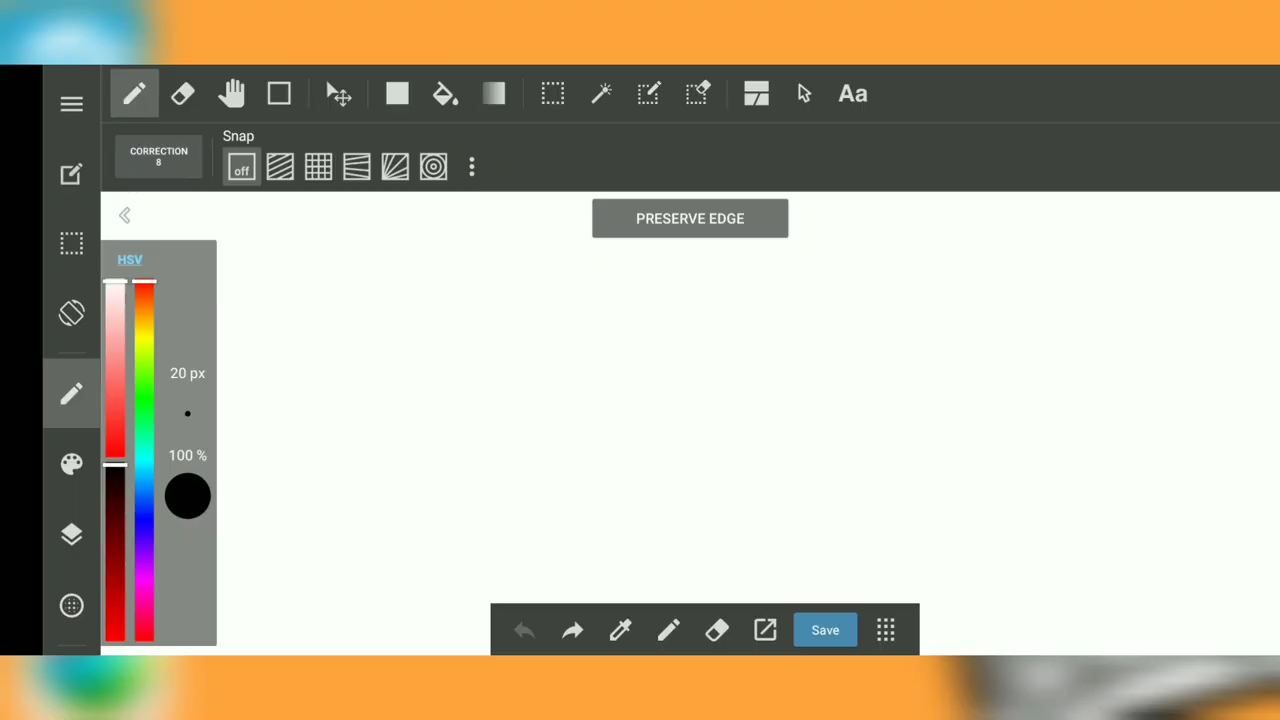 Aa
CORRECTION
8
Snap
off
PRESERVE EDGE
HSV
20 px
100 %
Save